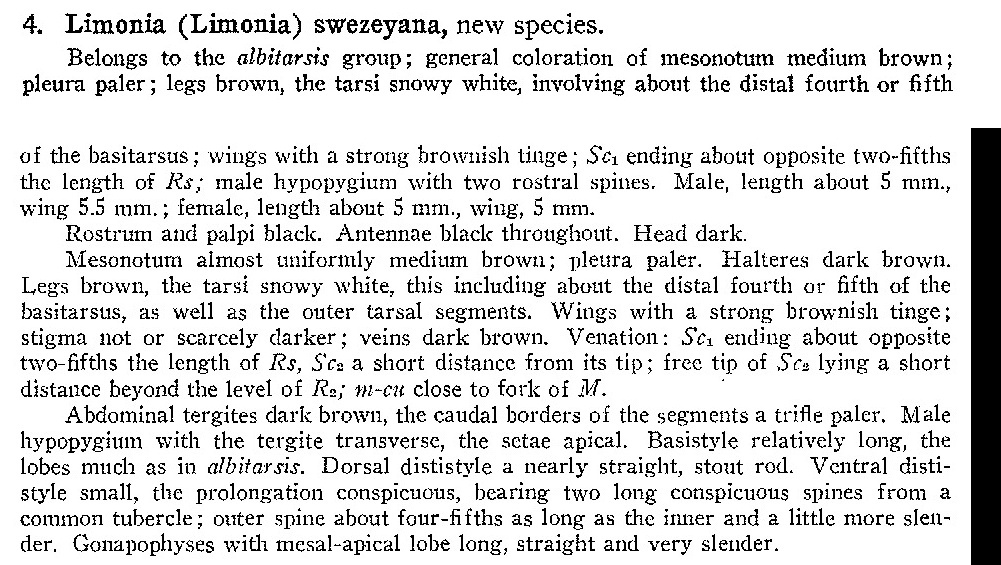 4. Limonia (Limonia) swezeyana, new species.
Belongs to the albitarsis group; general coloration of mesonotum medium brown;
pleura paler; legs brown, the tarsi snowy white, involving about the distal fourth or fifth
of the basitarsus; wings with a strong brownish tinge; Sc₁ ending about opposite two-fifths
the length of Rs; male hypopygium with two rostral spines. Male, length about 5 mm.,
wing 5.5 mm.; female, length about 5 mm., wing, 5 mm.
Rostrum and palpi black. Antennae black throughout. Head dark.
Mesonotum almost uniformly medium brown; pleura paler. Halteres dark brown.
Legs brown, the tarsi snowy white, this including about the distal fourth or fifth of the
basitarsus, as well as the outer tarsal segments. Wings with a strong brownish tinge;
stigma not or scarcely darker; veins dark brown. Venation: Sc₁ ending about opposite
two-fifths the length of Rs, Sc₂ a short distance from its tip; free tip of Sc₂ lying a short
distance beyond the level of R₂; m-cu close to fork of M.
Abdominal tergites dark brown, the caudal borders of the segments a trifle paler. Male
hypopygium with the tergite transverse, the setae apical. Basistyle relatively long, the
lobes much as in albitarsis. Dorsal dististyle a nearly straight, stout rod. Ventral disti-
style small, the prolongation conspicuous, bearing two long conspicuous spines from a
common tubercle; outer spine about four-fifths as long as the inner and a little more slen-
der. Gonapophyses with mesal-apical lobe long, straight and very slender.